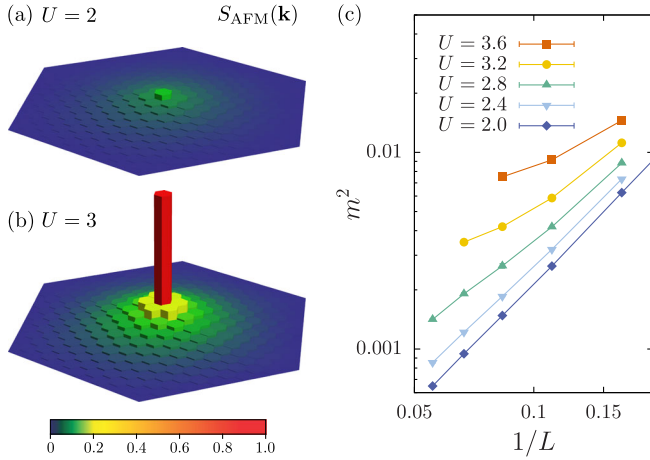 (a) U = 2
S_AFM(k)
(b) U = 3
0 0.2 0.4 0.6 0.8 1.0
(c)
U = 3.6
U = 3.2
U = 2.8
U = 2.4
U = 2.0
m²
0.01
0.001
0.05 0.1 0.15
1/L